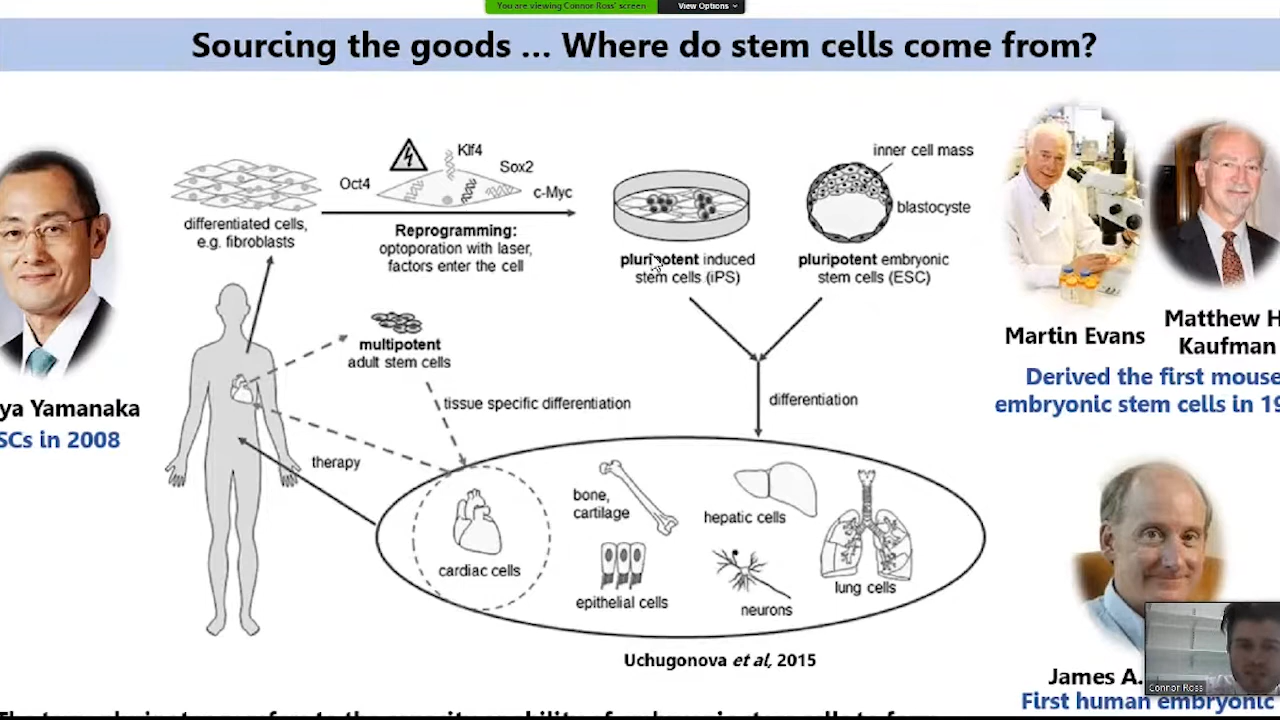 You are viewing Connor Ross' screen
View Options
Sourcing the goods ... Where do stem cells come from?
Klf4
Sox2
Oct4
c-Myc
inner cell mass
blastocyste
differentiated cells,
e.g. fibroblasts
Reprogramming:
optoporation with laser,
factors enter the cell
pluripotent induced
stem cells (iPS)
pluripotent embryonic
stem cells (ESC)
multipotent
adult stem cells
tissue specific differentiation
differentiation
therapy
bone,
cartilage
hepatic cells
cardiac cells
epithelial cells
neurons
lung cells
Uchugonova et al, 2015
ya Yamanaka
SCs in 2008
Martin Evans
Matthew H
Kaufman
Derived the first mouse
embryonic stem cells in 19
James A.
First human embryonic
Connor Ross